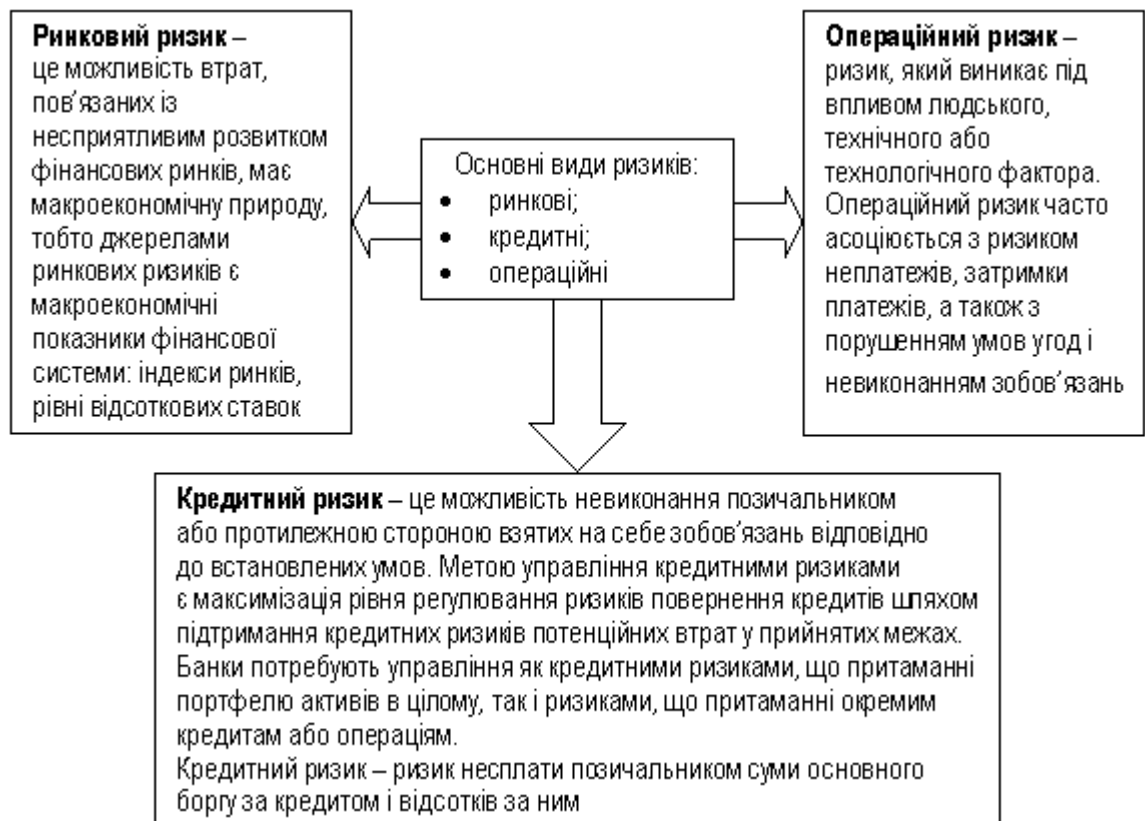 Ринковий ризик –
це можливість втрат,
пов’язаних із
несприятливим розвитком
фінансових ринків, має
макроекономічну природу,
тобто джерелами
ринкових ризиків є
макроекономічні
показники фінансової
системи: індекси ринків,
рівні відсоткових ставок
Основні види ризиків:
• ринкові;
• кредитні;
• операційні
Операційний ризик –
ризик, який виникає під
впливом людського,
технічного або
технологічного фактора.
Операційний ризик часто
асоціюється з ризиком
неплатежів, затримки
платежів, а також з
порушенням умов угод і
невиконанням зобов’язань
Кредитний ризик – це можливість невиконання позичальником
або протилежною стороною взятих на себе зобов’язань відповідно
до встановлених умов. Метою управління кредитними ризиками
є максимізація рівня регулювання ризиків повернення кредитів шляхом
підтримання кредитних ризиків потенційних втрат у прийнятих межах.
Банки потребують управління як кредитними ризиками, що притаманні
портфелю активів в цілому, так і ризиками, що притаманні окремим
кредитам або операціям.
Кредитний ризик – ризик несплати позичальником суми основного
боргу за кредитом і відсотків за ним